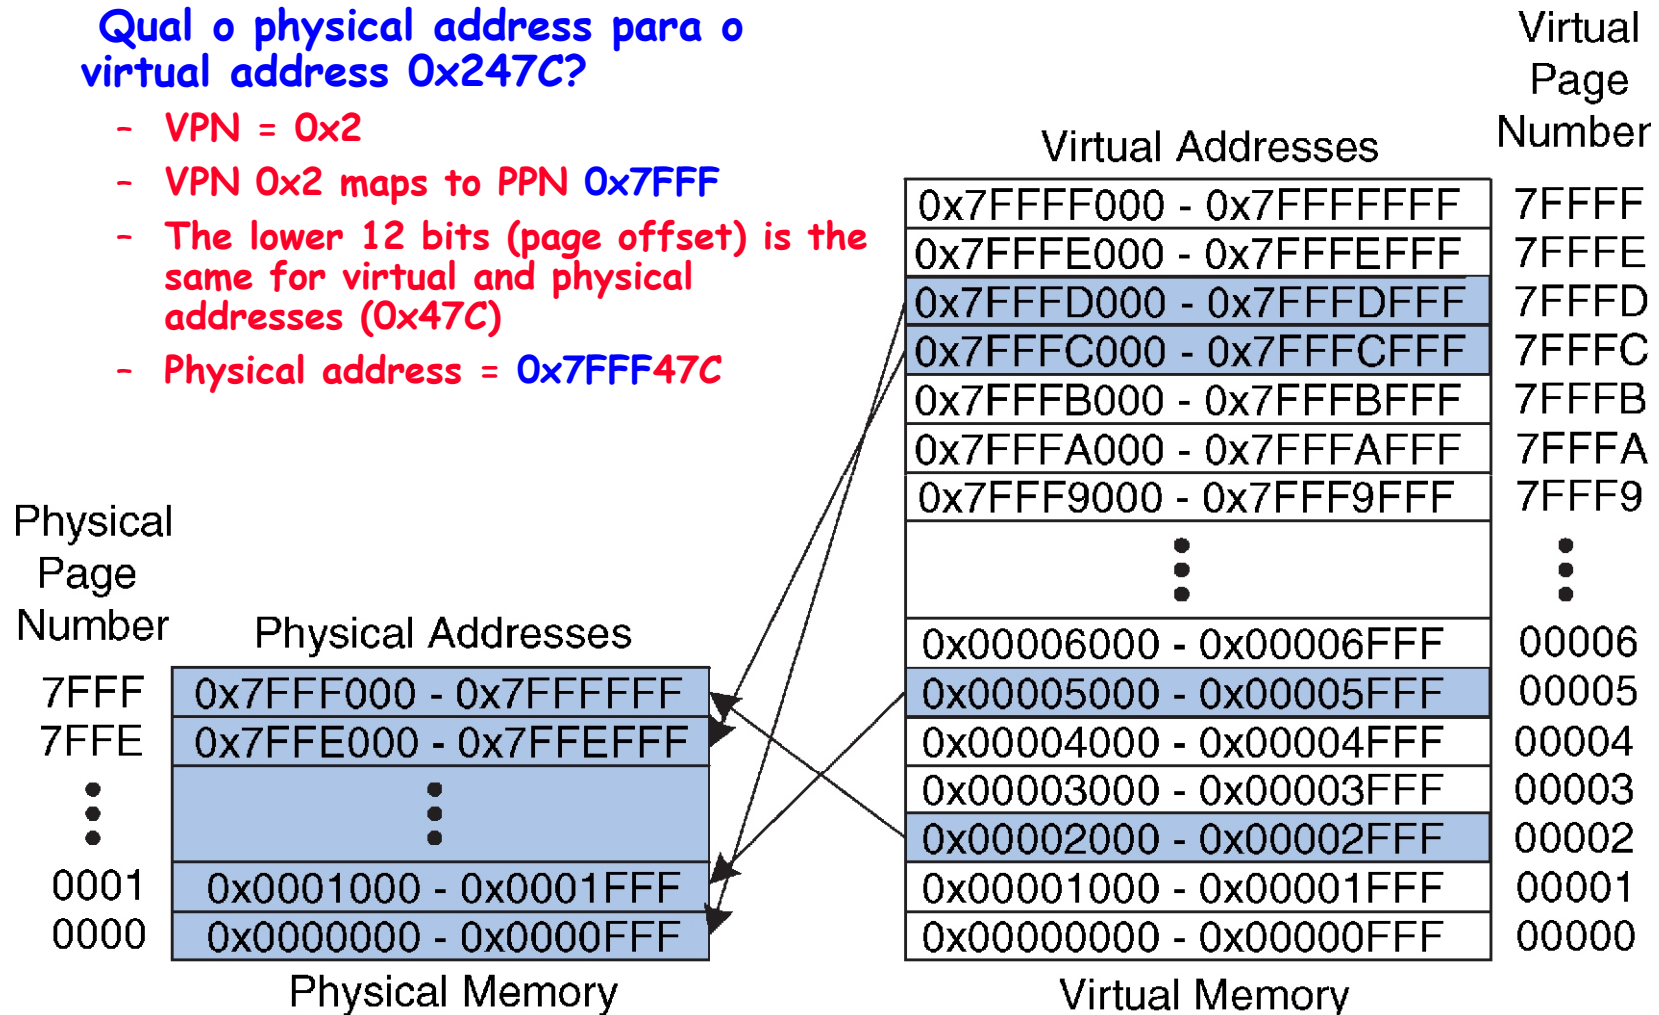 Qual o physical address para o
virtual address 0x247C?
- VPN = 0x2
- VPN 0x2 maps to PPN 0x7FFF
- The lower 12 bits (page offset) is the
same for virtual and physical
addresses (0x47C)
- Physical address = 0x7FFF47C
Physical
Page
Number
Physical Addresses
7FFF 0x7FFF000 - 0x7FFFFFF
7FFE 0x7FFE000 - 0x7FFEFFF
0001 0x0001000 - 0x0001FFF
0000 0x0000000 - 0x0000FFF
Physical Memory
Virtual
Page
Number
Virtual Addresses
0x7FFFF000 - 0x7FFFFFFF 7FFFF
0x7FFFE000 - 0x7FFFEFFF 7FFFE
0x7FFFD000 - 0x7FFFDFFF 7FFFD
0x7FFFC000 - 0x7FFFCFFF 7FFFC
0x7FFFB000 - 0x7FFFBFFF 7FFFB
0x7FFFA000 - 0x7FFFAFFF 7FFFA
0x7FFF9000 - 0x7FFF9FFF 7FFF9
0x00006000 - 0x00006FFF 00006
0x00005000 - 0x00005FFF 00005
0x00004000 - 0x00004FFF 00004
0x00003000 - 0x00003FFF 00003
0x00002000 - 0x00002FFF 00002
0x00001000 - 0x00001FFF 00001
0x00000000 - 0x00000FFF 00000
Virtual Memory